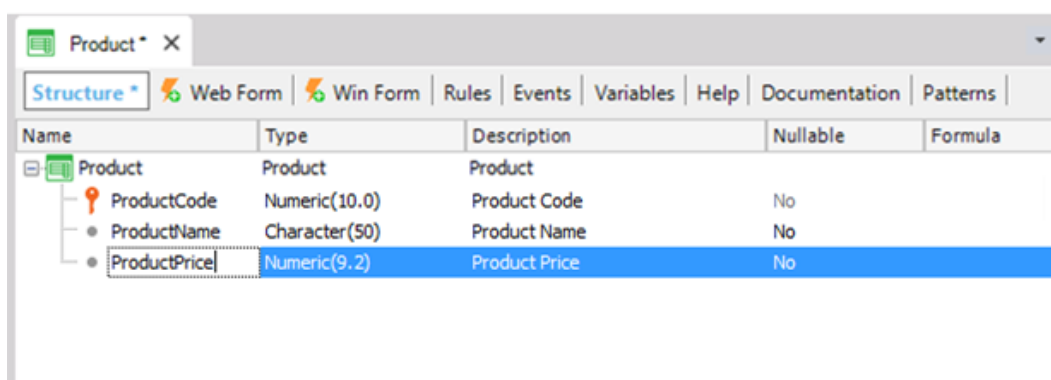 Product *
Structure * Web Form Win Form Rules Events Variables Help Documentation Patterns
Name Type Description Nullable Formula
Product Product Product
ProductCode Numeric(10.0) Product Code No
ProductName Character(50) Product Name No
ProductPrice Numeric(9.2) Product Price No